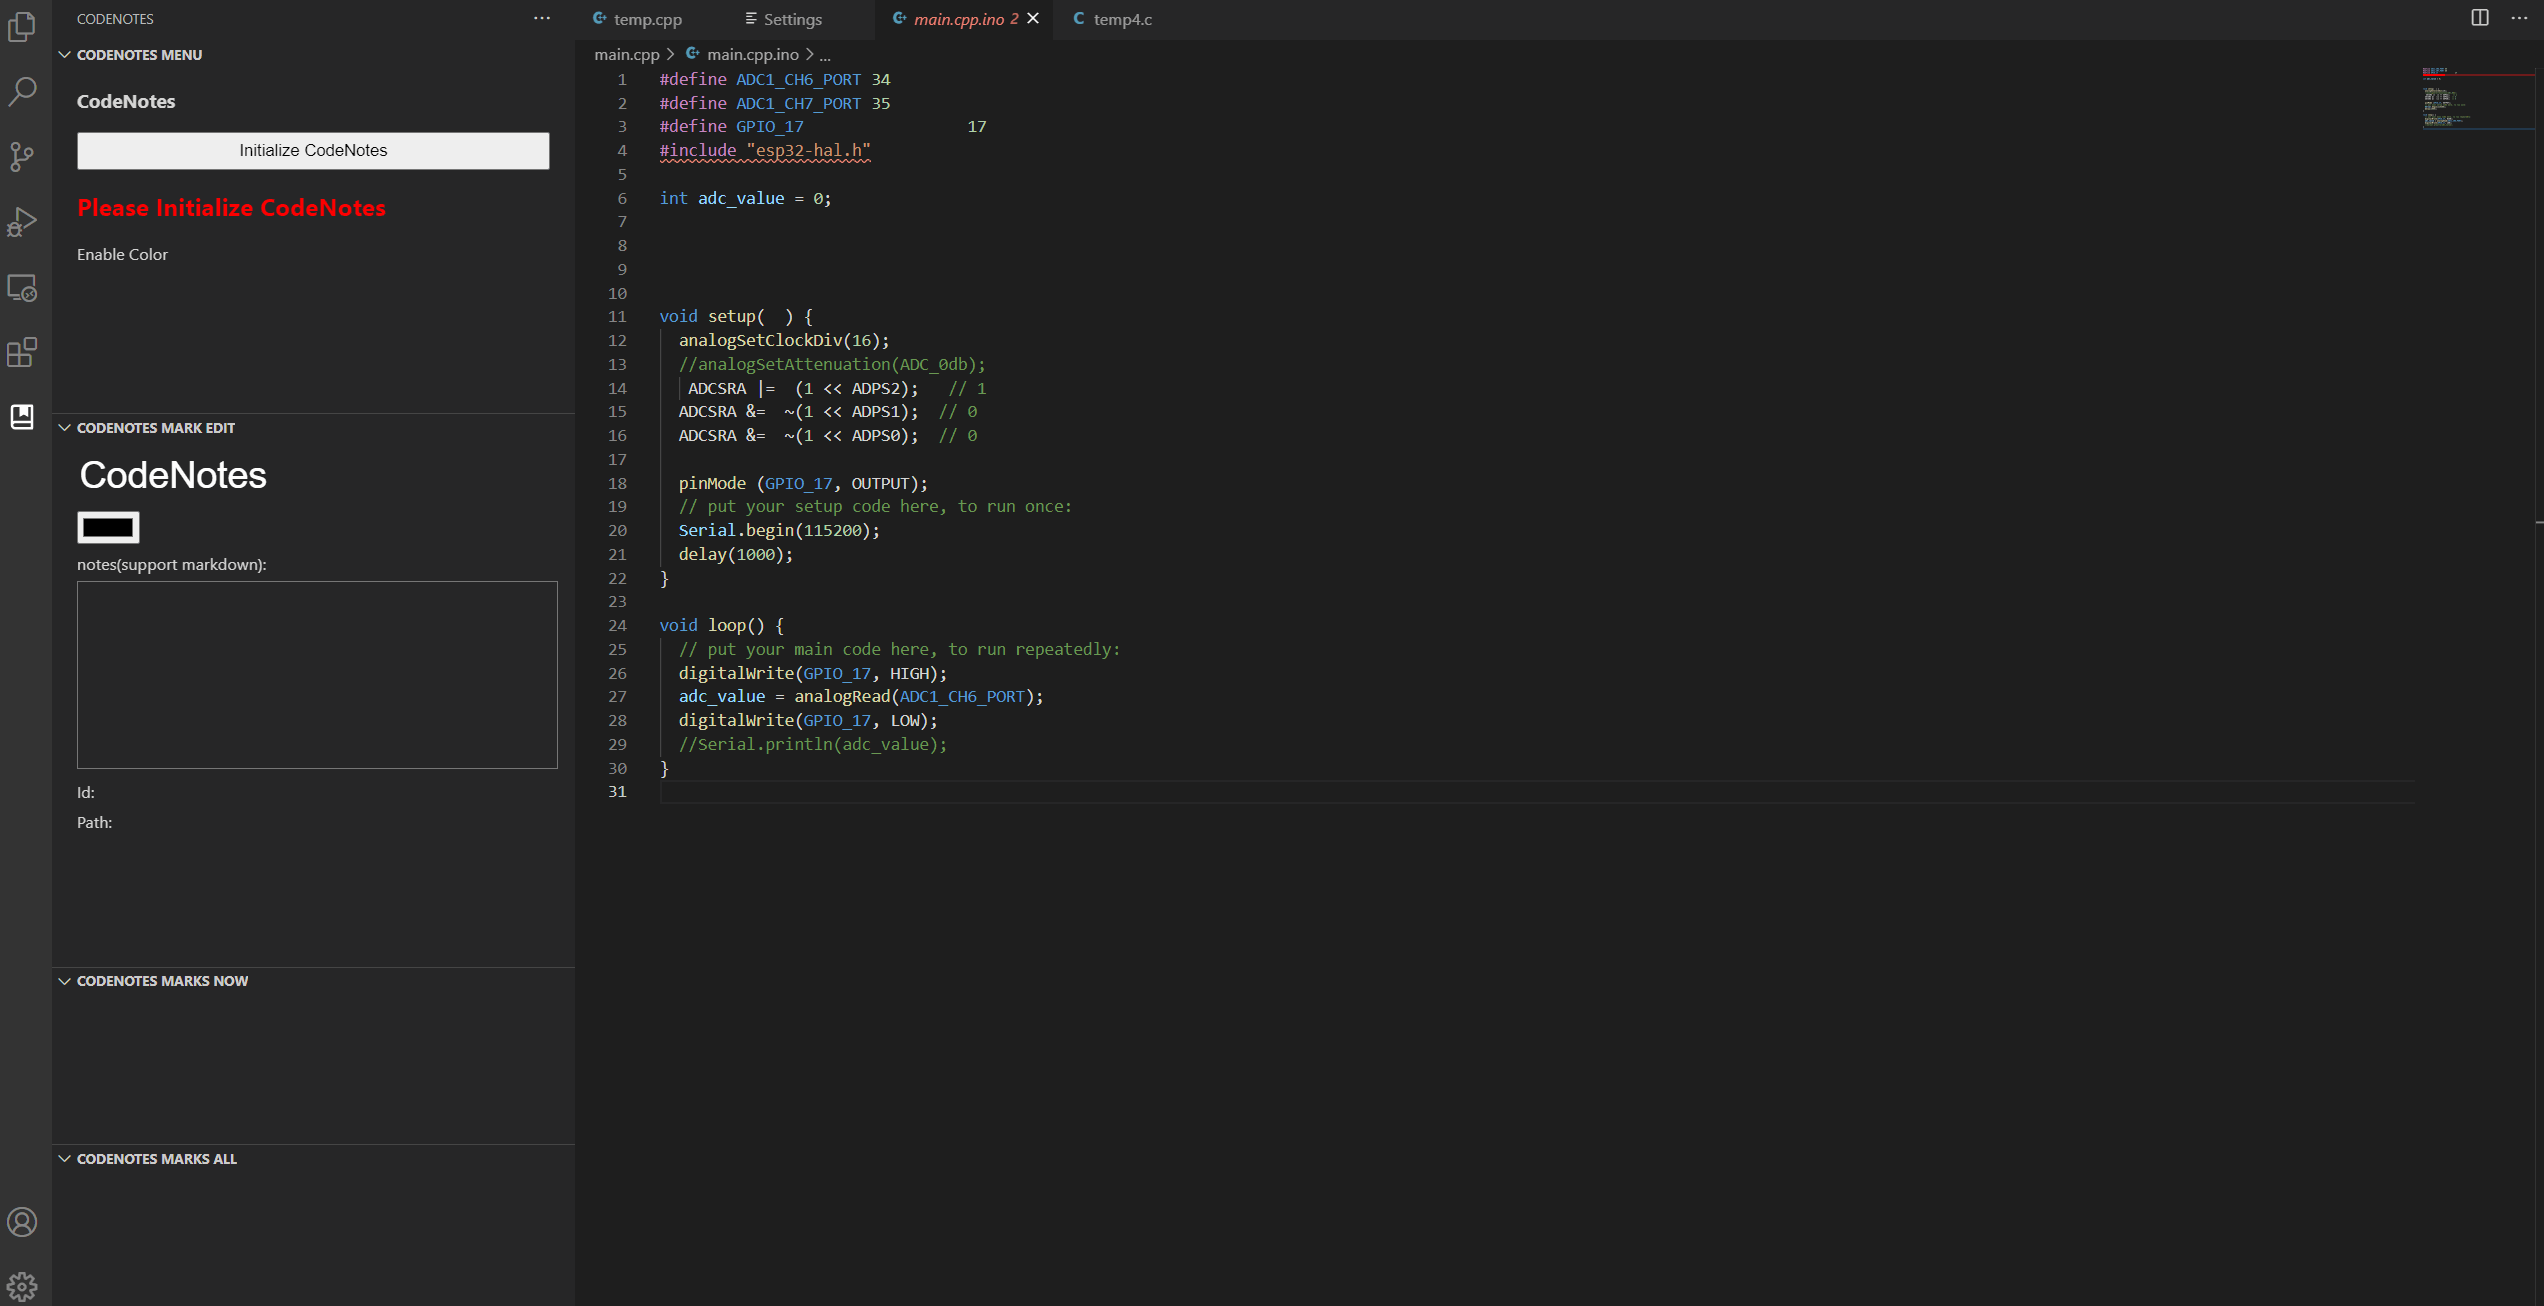 CODENOTES
CODENOTES MENU
CodeNotes
Initialize CodeNotes
Please Initialize CodeNotes
Enable Color
CODENOTES MARK EDIT
CodeNotes
notes(support markdown):
Id:
Path:
CODENOTES MARKS NOW
CODENOTES MARKS ALL
temp.cpp Settings main.cpp.ino 2 C temp4.c
main.cpp > main.cpp.ino > ...
1 #define ADC1_CH6_PORT 34
2 #define ADC1_CH7_PORT 35
3 #define GPIO_17 17
4 #include "esp32-hal.h"
5
6 int adc_value = 0;
7
8
9
10
11 void setup(  ) {
12 analogSetClockDiv(16);
13 //analogSetAttenuation(ADC_0db);
14 ADCSRA |=  (1 << ADPS2);   // 1
15 ADCSRA &=  ~(1 << ADPS1);  // 0
16 ADCSRA &=  ~(1 << ADPS0);  // 0
17
18 pinMode (GPIO_17, OUTPUT);
19 // put your setup code here, to run once:
20 Serial.begin(115200);
21 delay(1000);
22 }
23
24 void loop() {
25 // put your main code here, to run repeatedly:
26 digitalWrite(GPIO_17, HIGH);
27 adc_value = analogRead(ADC1_CH6_PORT);
28 digitalWrite(GPIO_17, LOW);
29 //Serial.println(adc_value);
30 }
31